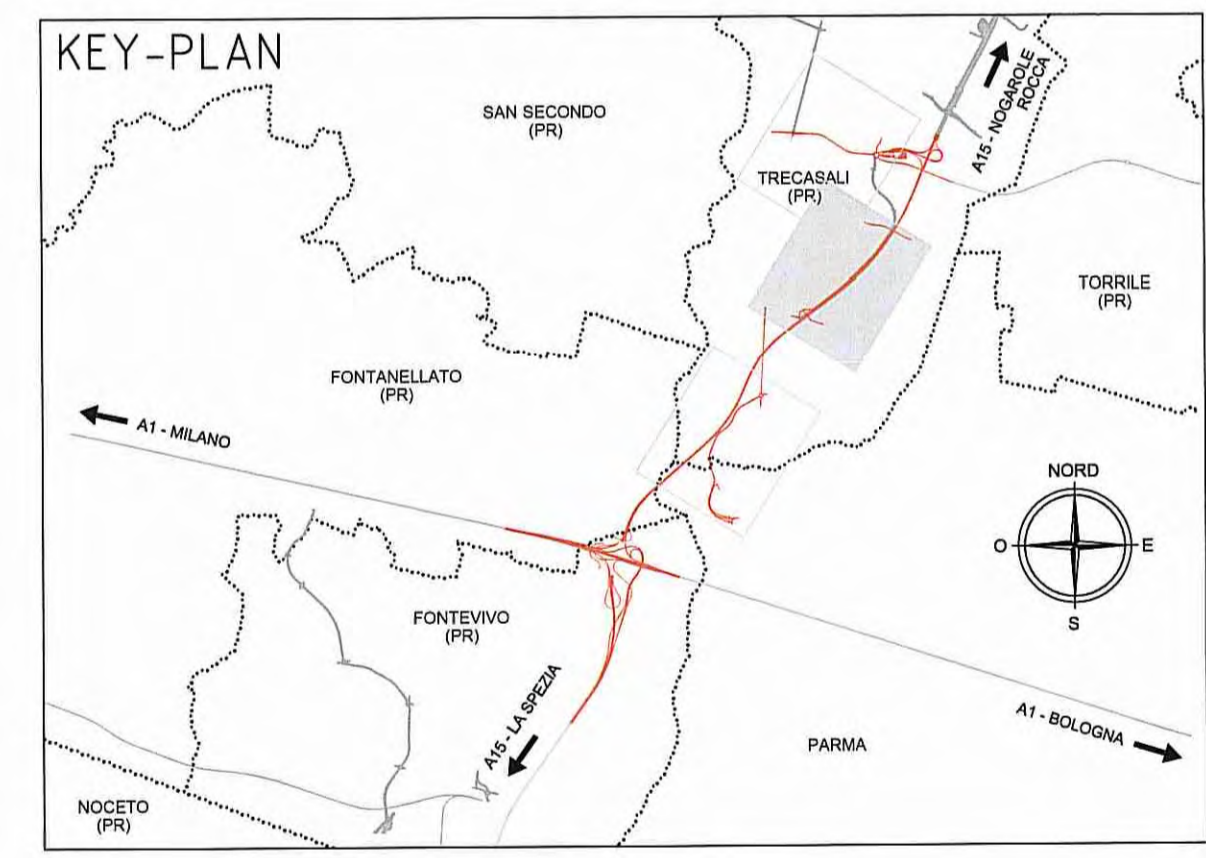 KEY-PLAN
SAN SECONDO
(PR)
A15 - NOGAROLE
ROCCA
TRECASALI
(PR)
TORRILE
(PR)
FONTANELLATO
(PR)
A1 - MILANO
NORD
O
E
S
FONTEVIVO
(PR)
A15 - LA SPEZIA
A1 - BOLOGNA
PARMA
NOCETO
(PR)